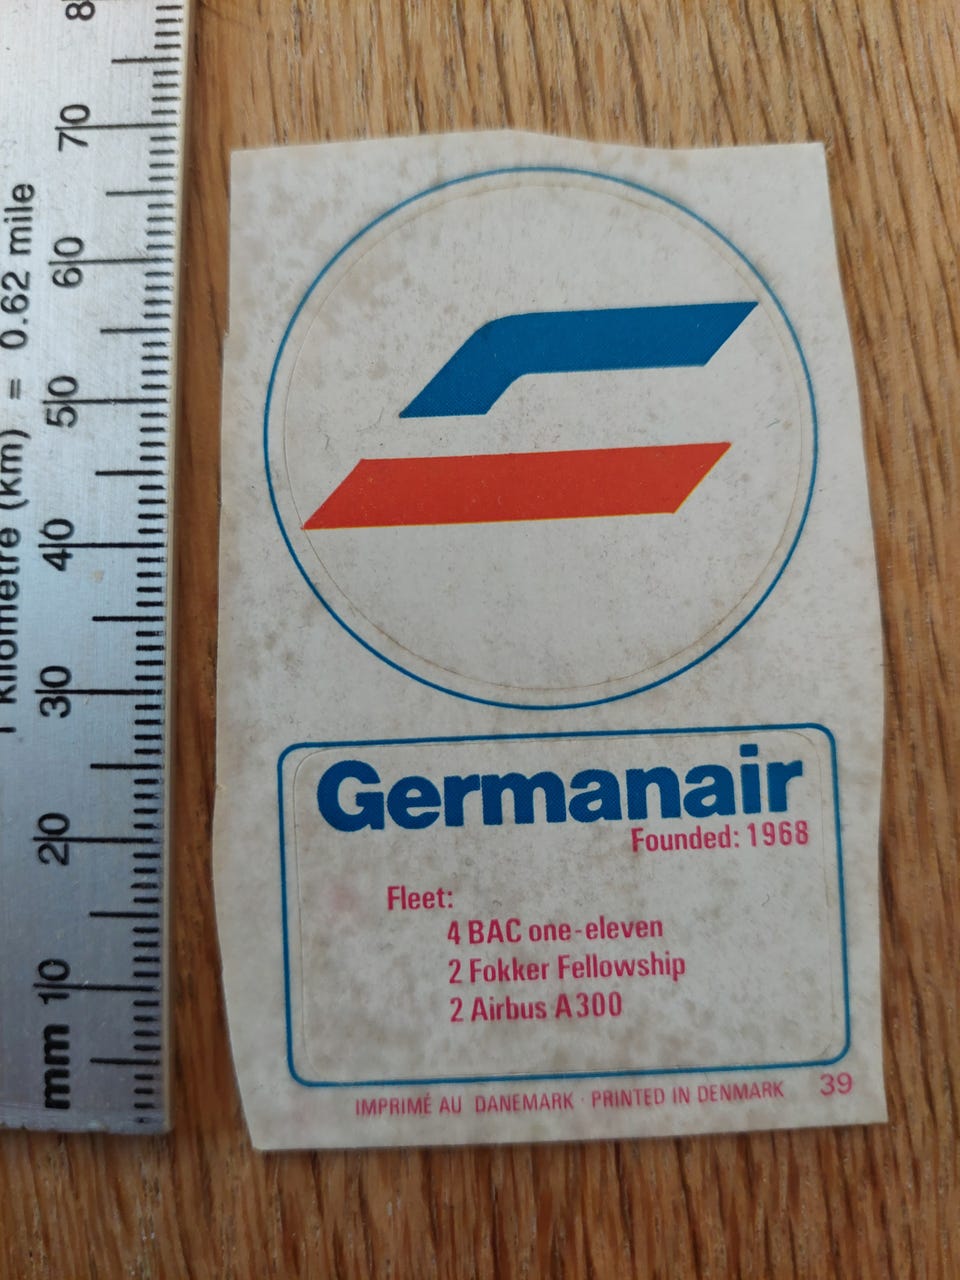 Germanair
Founded: 1968
Fleet:
4 BAC one-eleven
2 Fokker Fellowship
2 Airbus A300
IMPRIMÉ AU DANEMARK · PRINTED IN DENMARK 39
mm 10 20 30 40 50 60 70 8
kilometre (km) = 0.62 mile